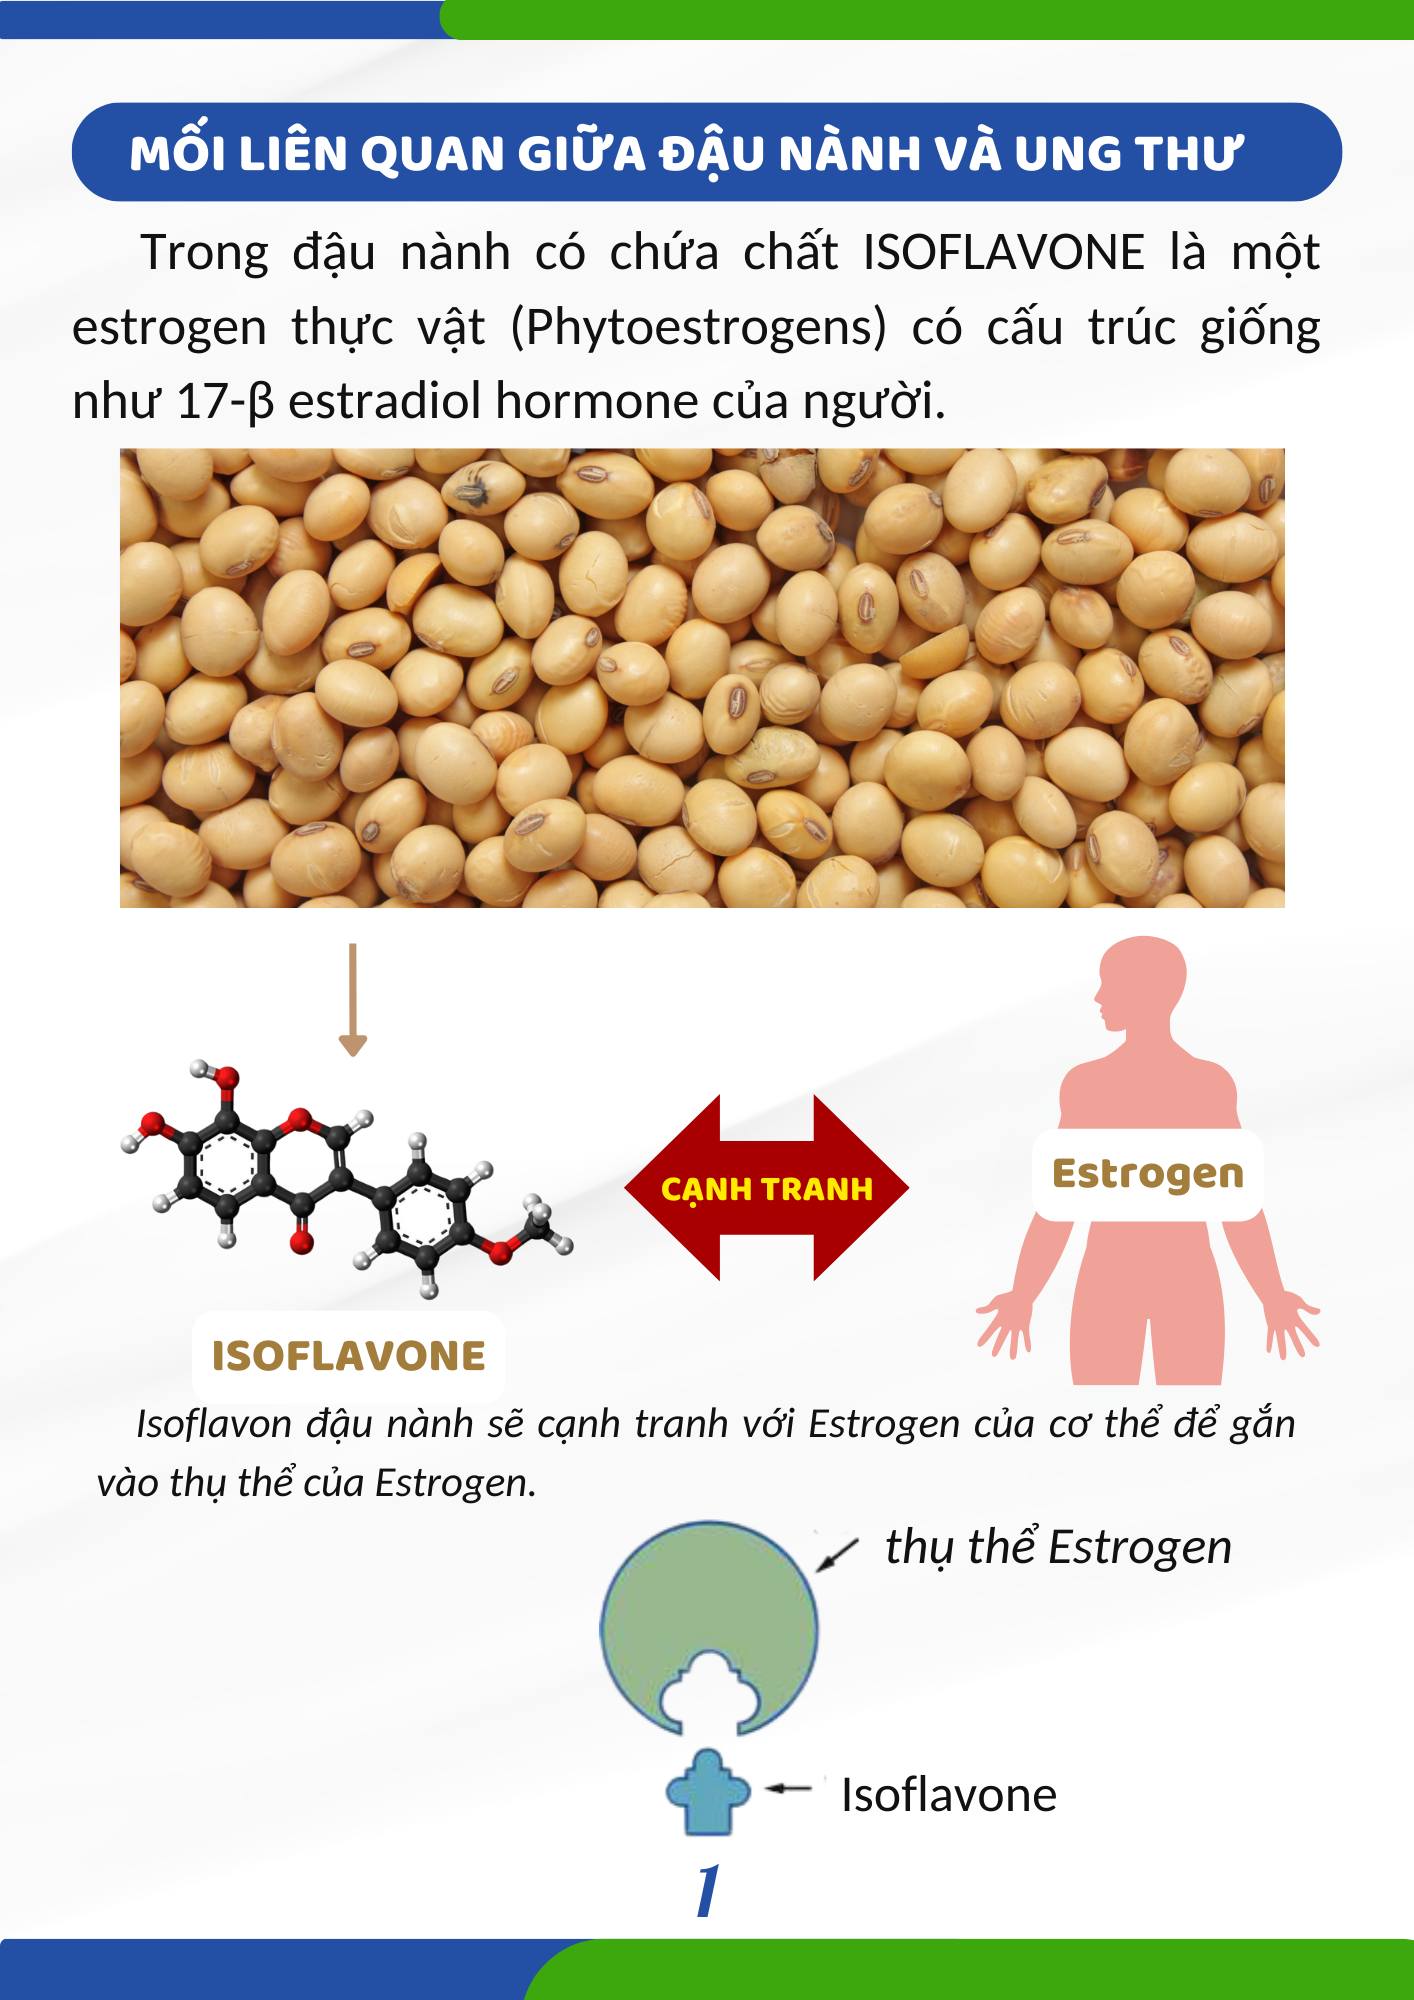 MỐI LIÊN QUAN GIỮA ĐẬU NÀNH VÀ UNG THƯ
Trong đậu nành có chứa chất ISOFLAVONE là một
estrogen thực vật (Phytoestrogens) có cấu trúc giống
như 17-β estradiol hormone của người.
CẠNH TRANH
Estrogen
ISOFLAVONE
Isoflavon đậu nành sẽ cạnh tranh với Estrogen của cơ thể để gắn
vào thụ thể của Estrogen.
thụ thể Estrogen
Isoflavone
1